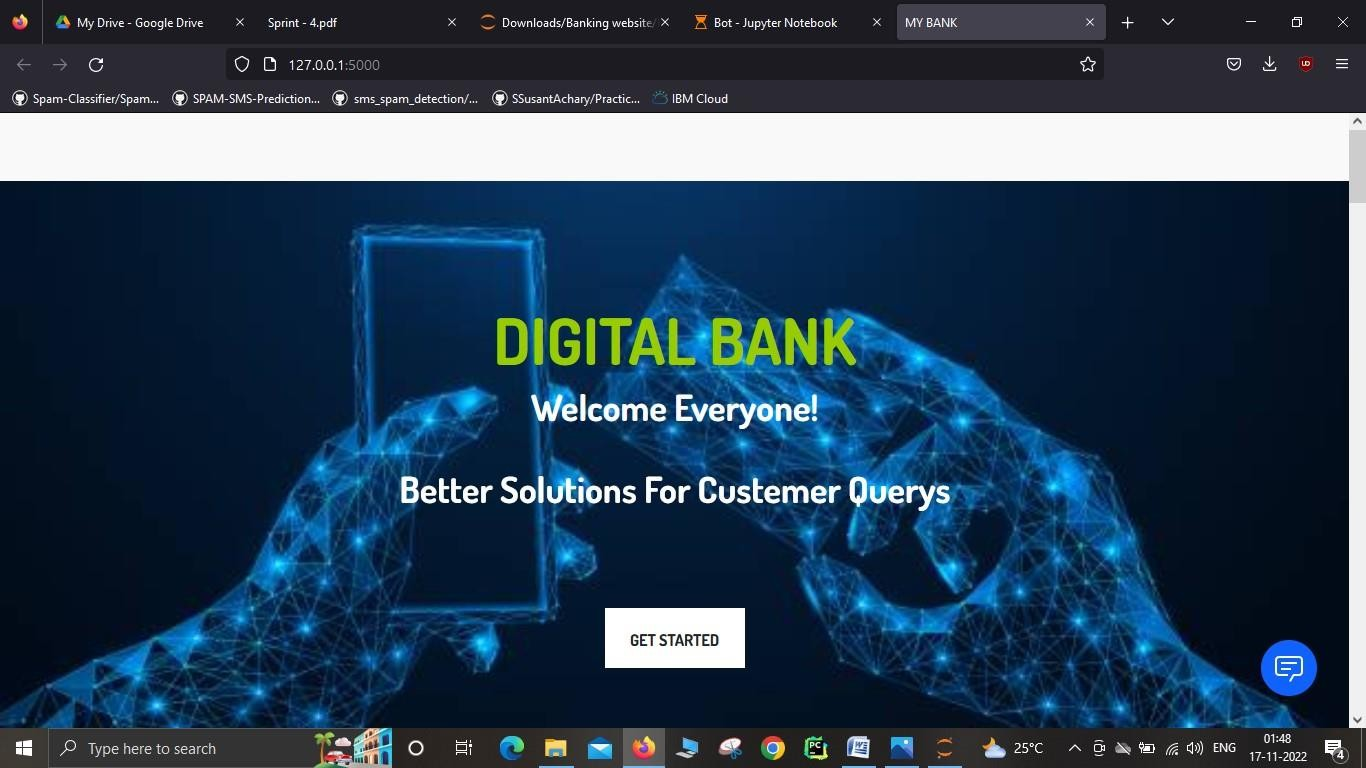 My Drive - Google Drive
Sprint - 4.pdf
Downloads/Banking website/
Bot - Jupyter Notebook
MY BANK
127.0.0.1:5000
Spam-Classifier/Spam...
SPAM-SMS-Prediction...
sms_spam_detection/...
SSusantAchary/Practic...
IBM Cloud
DIGITAL BANK
Welcome Everyone!
Better Solutions For Custemer Querys
GET STARTED
Type here to search
PC
W
25°C
ENG
01:48
17-11-2022
4